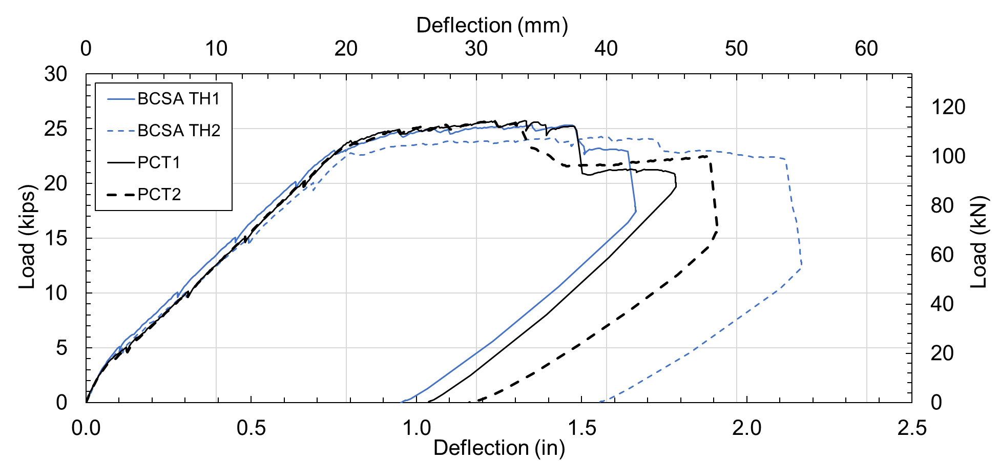 Deflection (mm)
0 10 20 30 40 50 60
30
25
20
15
10
5
0
Load (kips)
BCSA TH1
BCSA TH2
PCT1
PCT2
120
100
80
60
40
20
0
Load (kN)
0.0 0.5 1.0 1.5 2.0 2.5
Deflection (in)